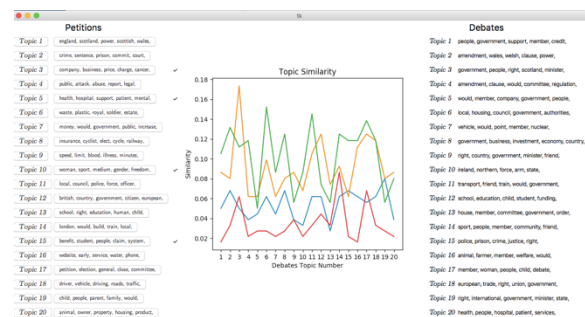 tk
Petitions
Topic 1 england, scotland, power, scottish, wales,
Topic 2 crime, sentence, prison, commit, court,
Topic 3 company, business, price, charge, cancer,
Topic 4 public, attack, abuse, report, legal,
Topic 5 health, hospital, support, patient, mental,
Topic 6 waste, plastic, royal, soldier, estate,
Topic 7 money, would, government, public, increase,
Topic 8 insurance, cyclist, elect, cycle, railway,
Topic 9 speed, limit, blood, illness, minutes,
Topic 10 woman, sport, medium, gender, freedom,
Topic 11 local, council, police, force, officer,
Topic 12 british, country, government, citizen, european,
Topic 13 school, right, education, human, child,
Topic 14 london, would, build, train, local,
Topic 15 benefit, student, people, claim, system,
Topic 16 website, early, service, water, phone,
Topic 17 petition, election, general, close, committee,
Topic 18 driver, vehicle, driving, roads, traffic,
Topic 19 child, people, parent, family, would,
Topic 20 animal, owner, property, housing, product,
Topic Similarity
Similarity
0.18
0.16
0.14
0.12
0.10
0.08
0.06
0.04
0.02
1 2 3 4 5 6 7 8 9 10 11 12 13 14 15 16 17 18 19 20
Debates Topic Number
Debates
Topic 1 people, government, support, member, credit,
Topic 2 amendment, wales, welsh, clause, power,
Topic 3 government, people, right, scotland, minister,
Topic 4 amendment, clause, would, committee, regulation,
Topic 5 would, member, company, government, people,
Topic 6 local, housing, council, government, authorities,
Topic 7 vehicle, would, point, member, nuclear,
Topic 8 government, business, investment, economy, country,
Topic 9 right, country, government, minister, friend,
Topic 10 ireland, northern, force, arm, state,
Topic 11 transport, friend, train, would, government,
Topic 12 school, education, child, student, funding,
Topic 13 house, member, committee, government, order,
Topic 14 sport, people, member, community, friend,
Topic 15 police, prison, crime, justice, right,
Topic 16 animal, farmer, member, welfare, would,
Topic 17 member, woman, people, child, debate,
Topic 18 european, trade, right, union, government,
Topic 19 right, international, government, minister, state,
Topic 20 health, people, hospital, patient, services,